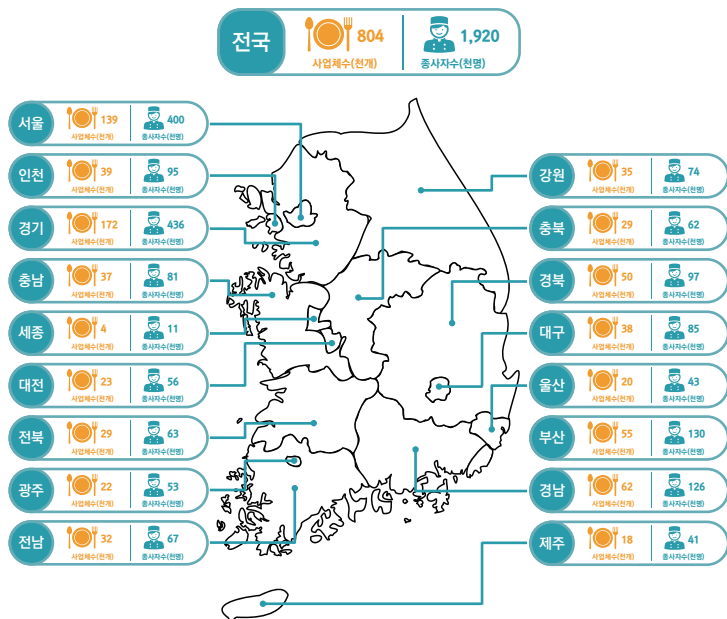 전국
804
사업체수(천개)
1,920
종사자수(천명)
서울
139
사업체수(천개)
400
종사자수(천명)
인천
39
사업체수(천개)
95
종사자수(천명)
경기
172
사업체수(천개)
436
종사자수(천명)
충남
37
사업체수(천개)
81
종사자수(천명)
세종
4
사업체수(천개)
11
종사자수(천명)
대전
23
사업체수(천개)
56
종사자수(천명)
전북
29
사업체수(천개)
63
종사자수(천명)
광주
22
사업체수(천개)
53
종사자수(천명)
전남
32
사업체수(천개)
67
종사자수(천명)
강원
35
사업체수(천개)
74
종사자수(천명)
충북
29
사업체수(천개)
62
종사자수(천명)
경북
50
사업체수(천개)
97
종사자수(천명)
대구
38
사업체수(천개)
85
종사자수(천명)
울산
20
사업체수(천개)
43
종사자수(천명)
부산
55
사업체수(천개)
130
종사자수(천명)
경남
62
사업체수(천개)
126
종사자수(천명)
제주
18
사업체수(천개)
41
종사자수(천명)